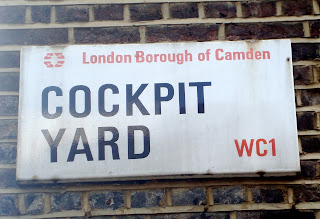 London Borough of Camden
COCKPIT
YARD
WC1